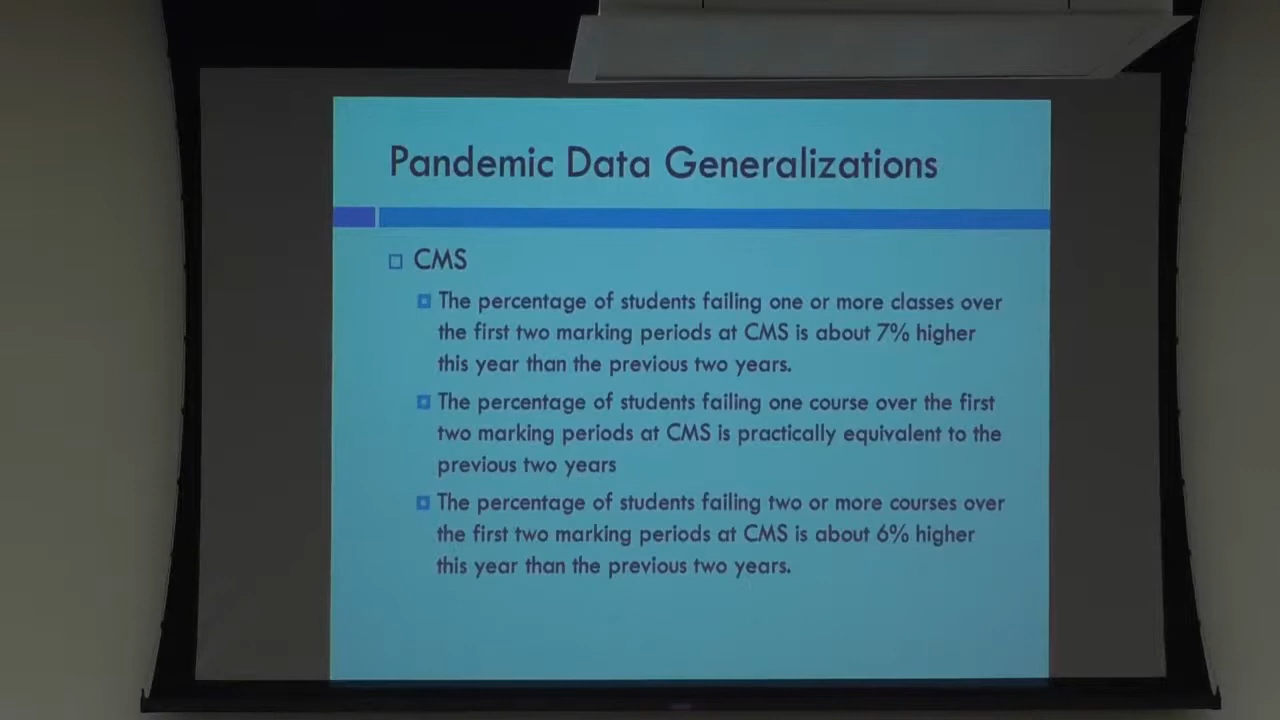 Pandemic Data Generalizations
CMS
The percentage of students failing one or more classes over
the first two marking periods at CMS is about 7% higher
this year than the previous two years.
The percentage of students failing one course over the first
two marking periods at CMS is practically equivalent to the
previous two years
The percentage of students failing two or more courses over
the first two marking periods at CMS is about 6% higher
this year than the previous two years.